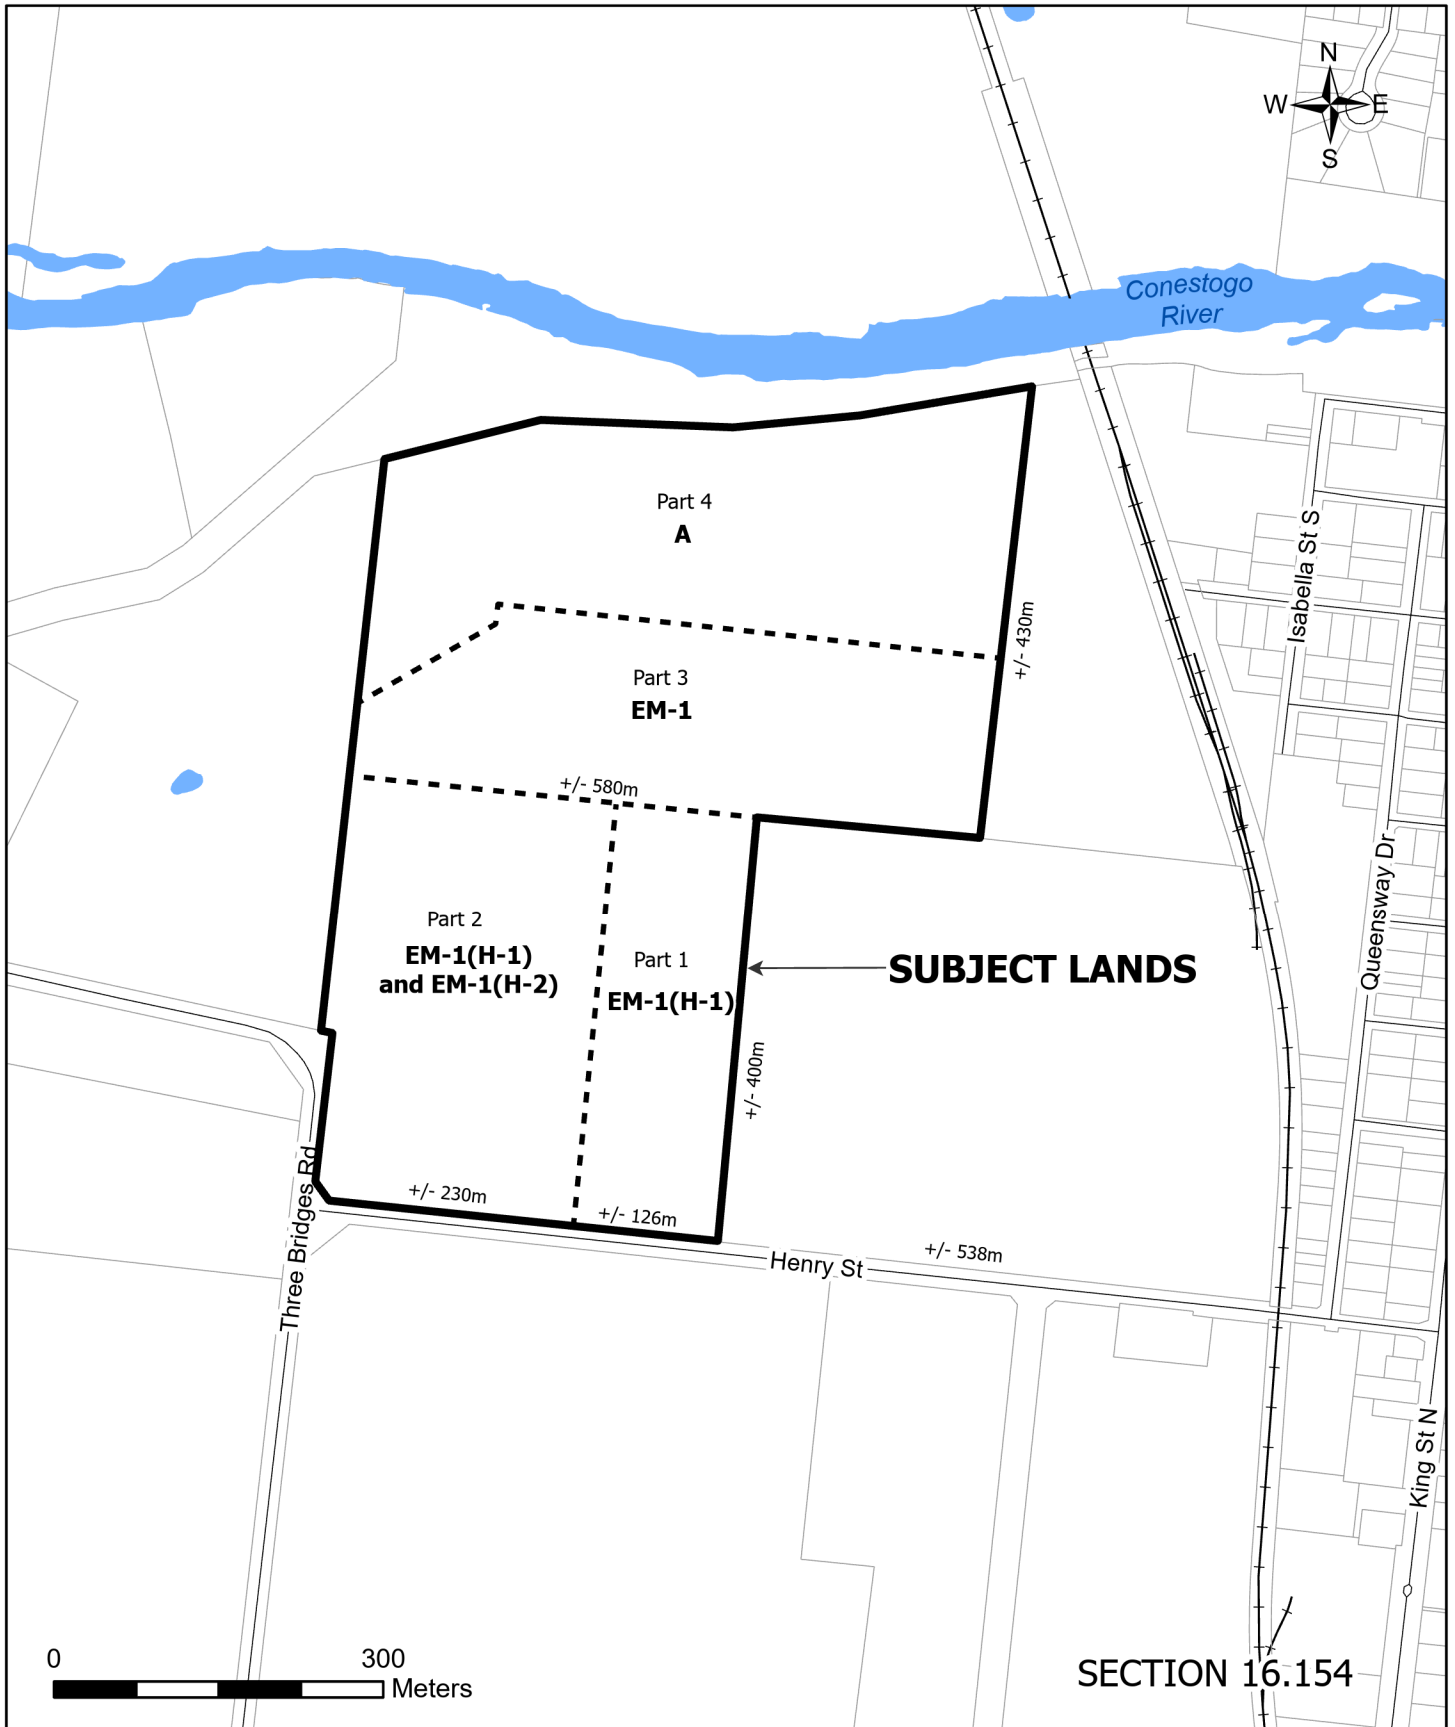 N
W
E
S
Conestogo
River
Part 4
A
Isabella St S
+/- 430m
Part 3
EM-1
+/- 580m
Queensway Dr
Part 2
EM-1(H-1)
and EM-1(H-2)
Part 1
EM-1(H-1)
SUBJECT LANDS
+/- 400m
Three Bridges Rd
+/- 230m
+/- 126m
+/- 538m
Henry St
King St N
0
300
Meters
SECTION 16.154